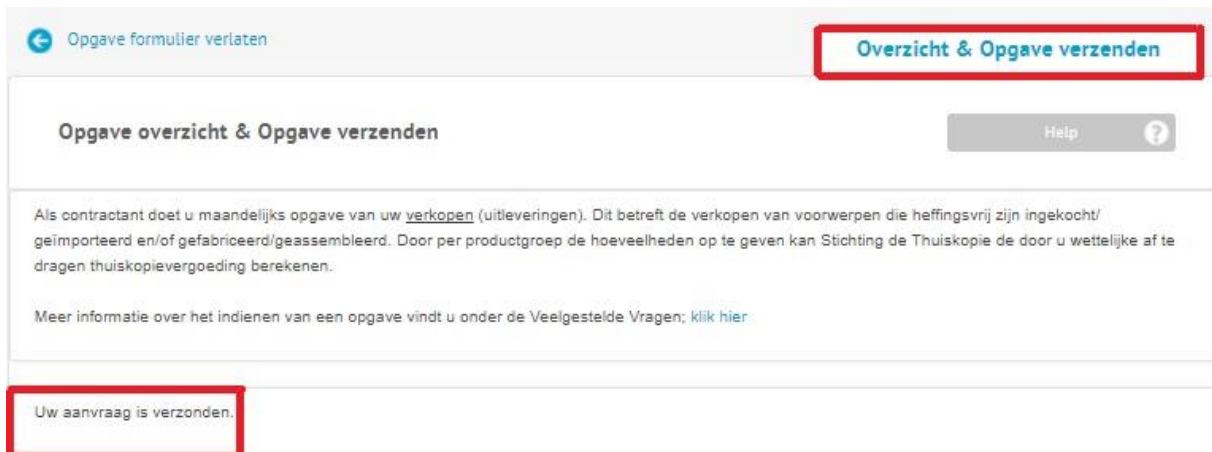 Opgave formulier verlaten
Overzicht & Opgave verzenden
Opgave overzicht & Opgave verzenden
Help ?
Als contractant doet u maandelijks opgave van uw verkopen (uitleveringen). Dit betreft de verkopen van voorwerpen die heffingsvrij zijn ingekocht/
geïmporteerd en/of gefabriceerd/geassembleerd. Door per productgroep de hoeveelheden op te geven kan Stichting de Thuiskopie de door u wettelijke af te
dragen thuiskopievergoeding berekenen.
Meer informatie over het indienen van een opgave vindt u onder de Veelgestelde Vragen; klik hier
Uw aanvraag is verzonden.